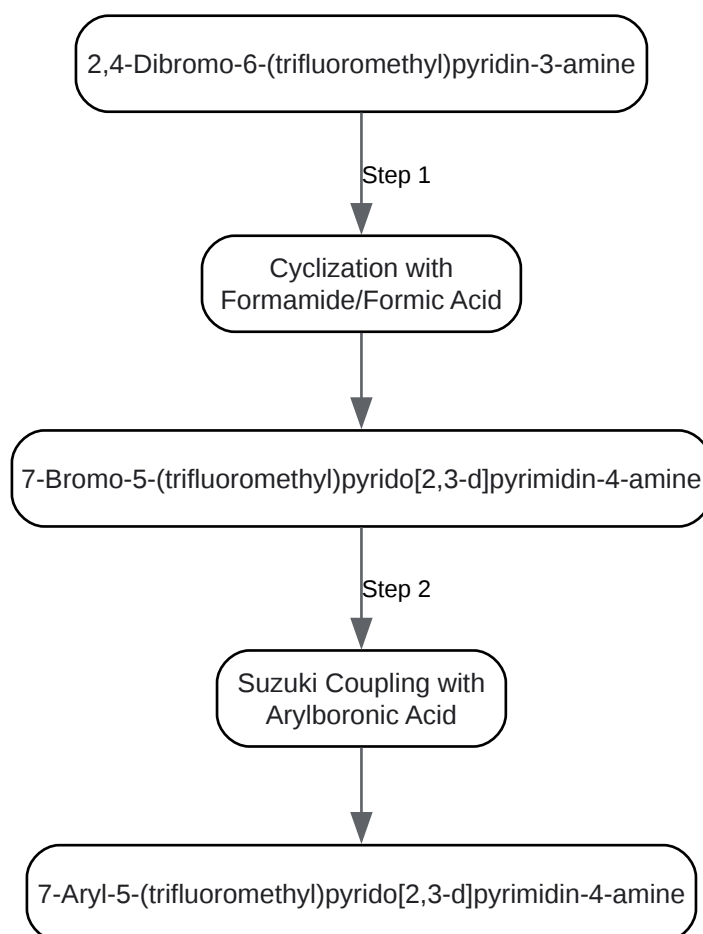 2,4-Dibromo-6-(trifluoromethyl)pyridin-3-amine
Step 1
Cyclization with
Formamide/Formic Acid
7-Bromo-5-(trifluoromethyl)pyrido[2,3-d]pyrimidin-4-amine
Step 2
Suzuki Coupling with
Arylboronic Acid
7-Aryl-5-(trifluoromethyl)pyrido[2,3-d]pyrimidin-4-amine